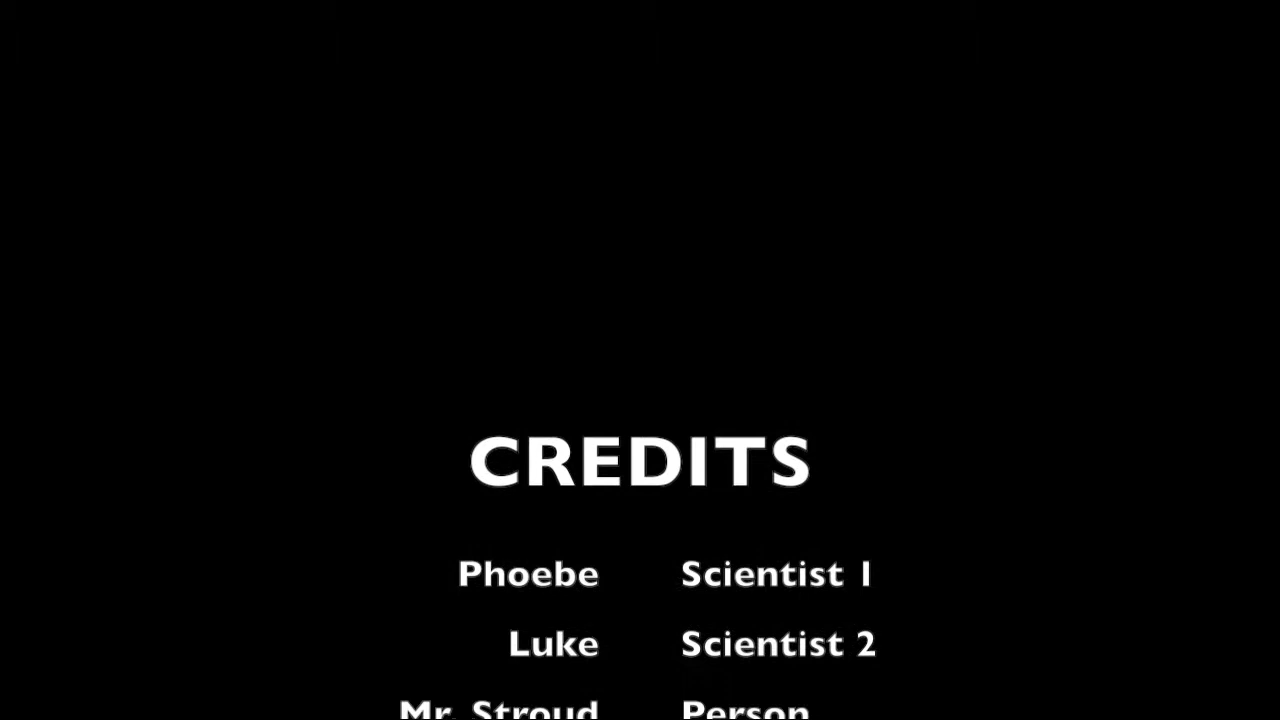 CREDITS
Phoebe Scientist 1
Luke Scientist 2
Mr. Stroud Person